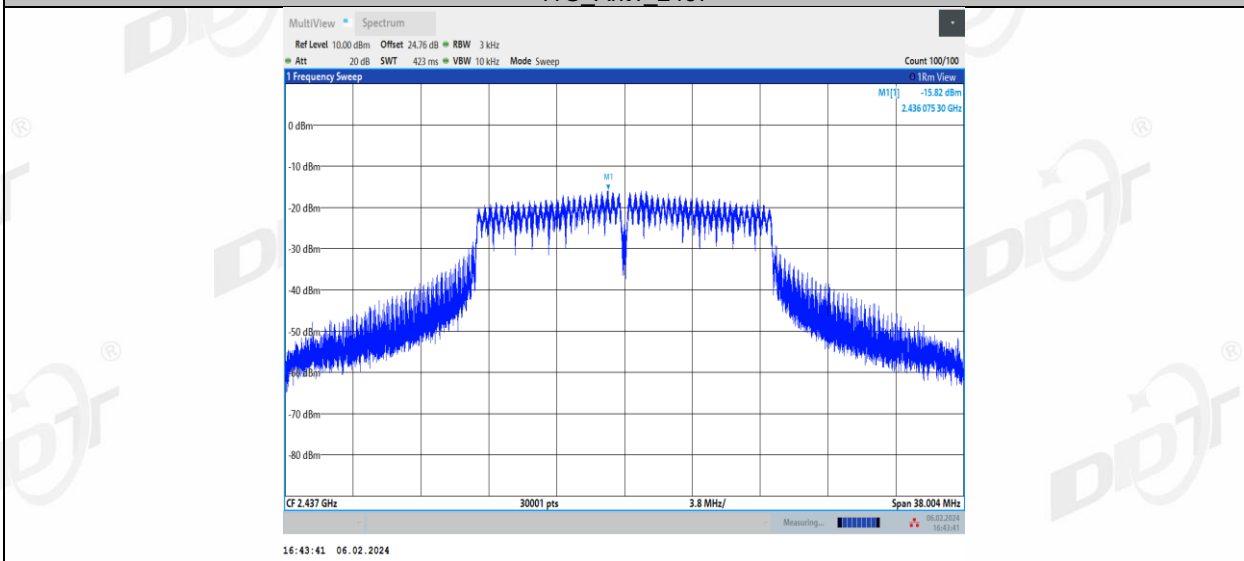 MultiView Spectrum
Ref Level 10.00 dBm Offset 24.76 dB RBW 3 kHz
Att 20 dB SWT 423 ms VBW 10 kHz Mode Sweep Count 100/100
1 Frequency Sweep 1Rm View
M1[1] -15.82 dBm
2.436 075 30 GHz
0 dBm
-10 dBm
M1
-20 dBm
-30 dBm
-40 dBm
-50 dBm
-60 dBm
-70 dBm
-80 dBm
CF 2.437 GHz 30001 pts 3.8 MHz/ Span 38.004 MHz
Measuring... 06.02.2024
16:43:41
16:43:41 06.02.2024
DDT
®